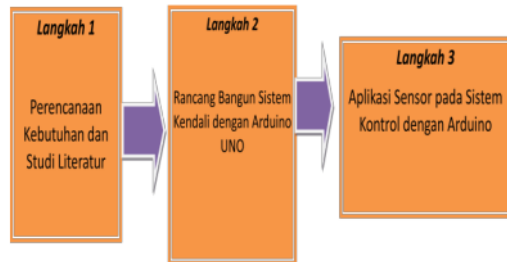 Langkah 1
Perencanaan
Kebutuhan dan
Studi Literatur
Langkah 2
Rancang Bangun Sistem
Kendali dengan Arduino
UNO
Langkah 3
Aplikasi Sensor pada Sistem
Kontrol dengan Arduino